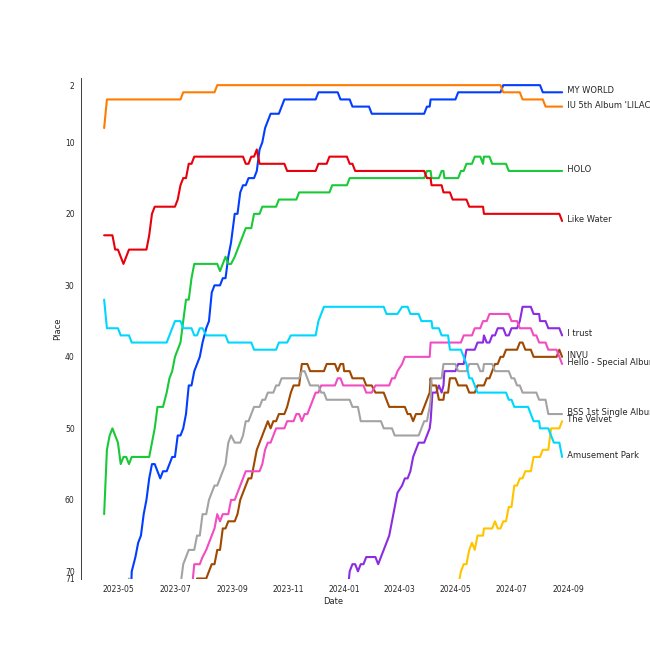 2
10
20
30
40
50
60
70
71
Place
2023-05
2023-07
2023-09
2023-11
2024-01
2024-03
2024-05
2024-07
2024-09
Date
MY WORLD
IU 5th Album 'LILAC
HOLO
Like Water
I trust
INVU
Hello - Special Albu
BSS 1st Single Albu
The Velvet
Amusement Park